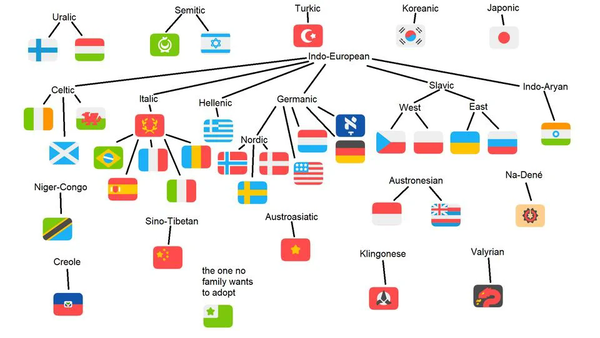 Uralic
Semitic
Turkic
Koreanic
Japonic
Indo-European
Celtic
Italic
Hellenic
Germanic
Slavic
Indo-Aryan
West
East
Nordic
Niger-Congo
Sino-Tibetan
Austroasiatic
Austronesian
Na-Dené
Creole
the one no
family wants
to adopt
Klingonese
Valyrian